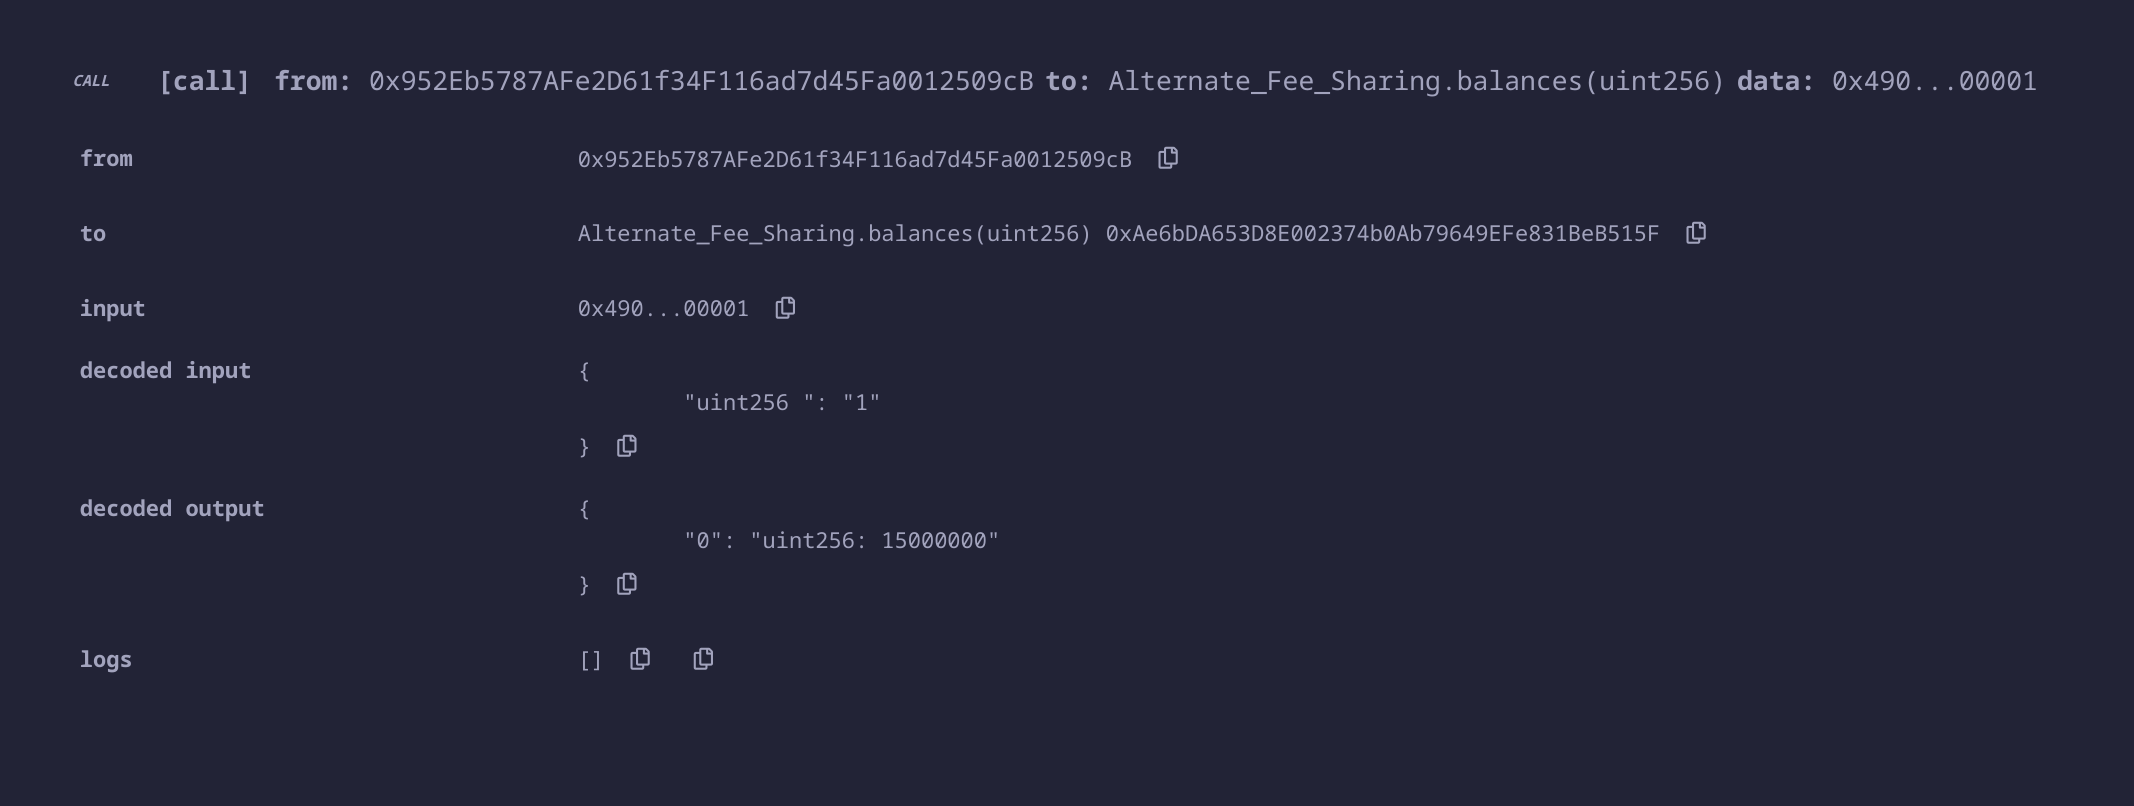 CALL [call] from: 0x952Eb5787AFe2D61f34F116ad7d45Fa0012509cB to: Alternate_Fee_Sharing.balances(uint256) data: 0x490...00001
from 0x952Eb5787AFe2D61f34F116ad7d45Fa0012509cB
to Alternate_Fee_Sharing.balances(uint256) 0xAe6bDA653D8E002374b0Ab79649EFe831BeB515F
input 0x490...00001
decoded input {
"uint256 ": "1"
}
decoded output {
"0": "uint256: 15000000"
}
logs []